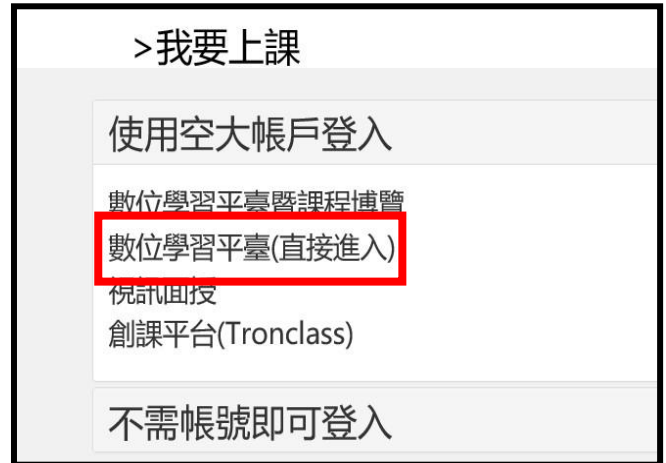 >我要上課
使用空大帳戶登入
數位學習平臺暨課程博覽
數位學習平臺(直接進入)
視訊面授
創課平台(Tronclass)
不需帳號即可登入